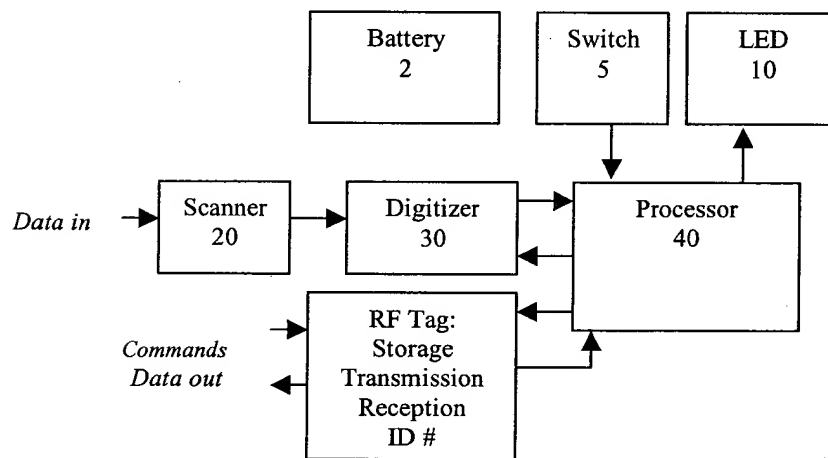 Battery
2
Switch
5
LED
10
Data in
Scanner
20
Digitizer
30
Processor
40
Commands
Data out
RF Tag:
Storage
Transmission
Reception
ID #